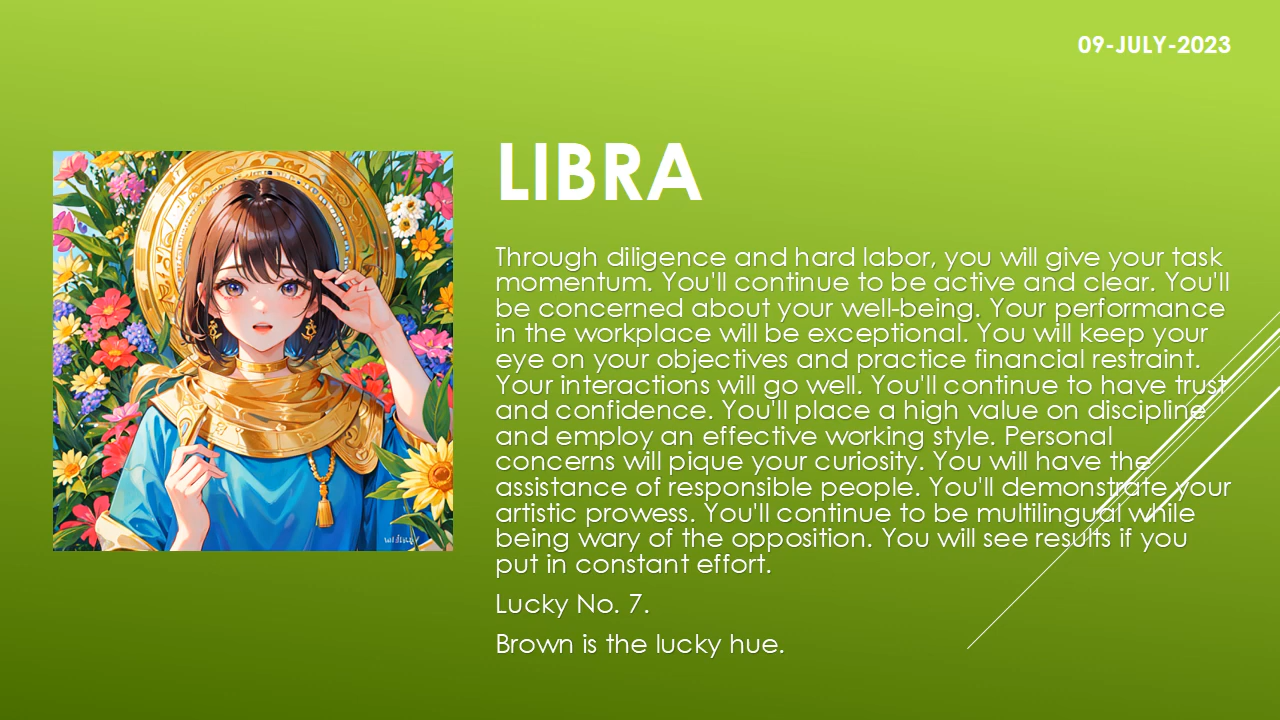 09-JULY-2023
LIBRA
Through diligence and hard labor, you will give your task
momentum. You'll continue to be active and clear. You'll
be concerned about your well-being. Your performance
in the workplace will be exceptional. You will keep your
eye on your objectives and practice financial restraint.
Your interactions will go well. You'll continue to have trust
and confidence. You'll place a high value on discipline
and employ an effective working style. Personal
concerns will pique your curiosity. You will have the
assistance of responsible people. You'll demonstrate your
artistic prowess. You'll continue to be multilingual while
being wary of the opposition. You will see results if you
put in constant effort.
Lucky No. 7.
Brown is the lucky hue.